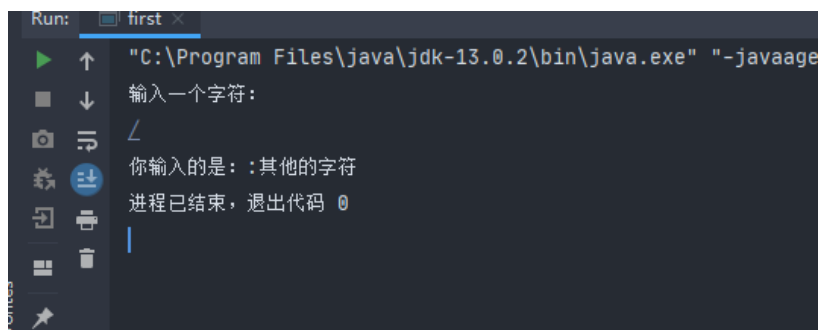 Run: first
"C:\Program Files\java\jdk-13.0.2\bin\java.exe" "-javaage
输入一个字符:
/
你输入的是: :其他的字符
进程已结束，退出代码 0